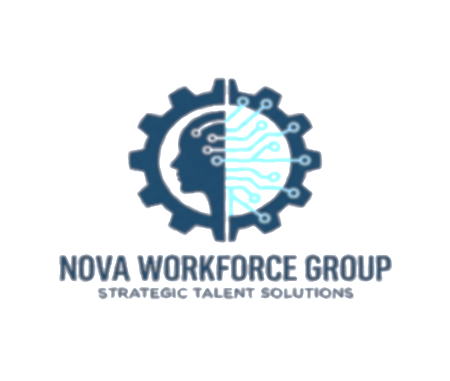 NOVA WORKFORCE GROUP
STRATEGIC TALENT SOLUTIONS